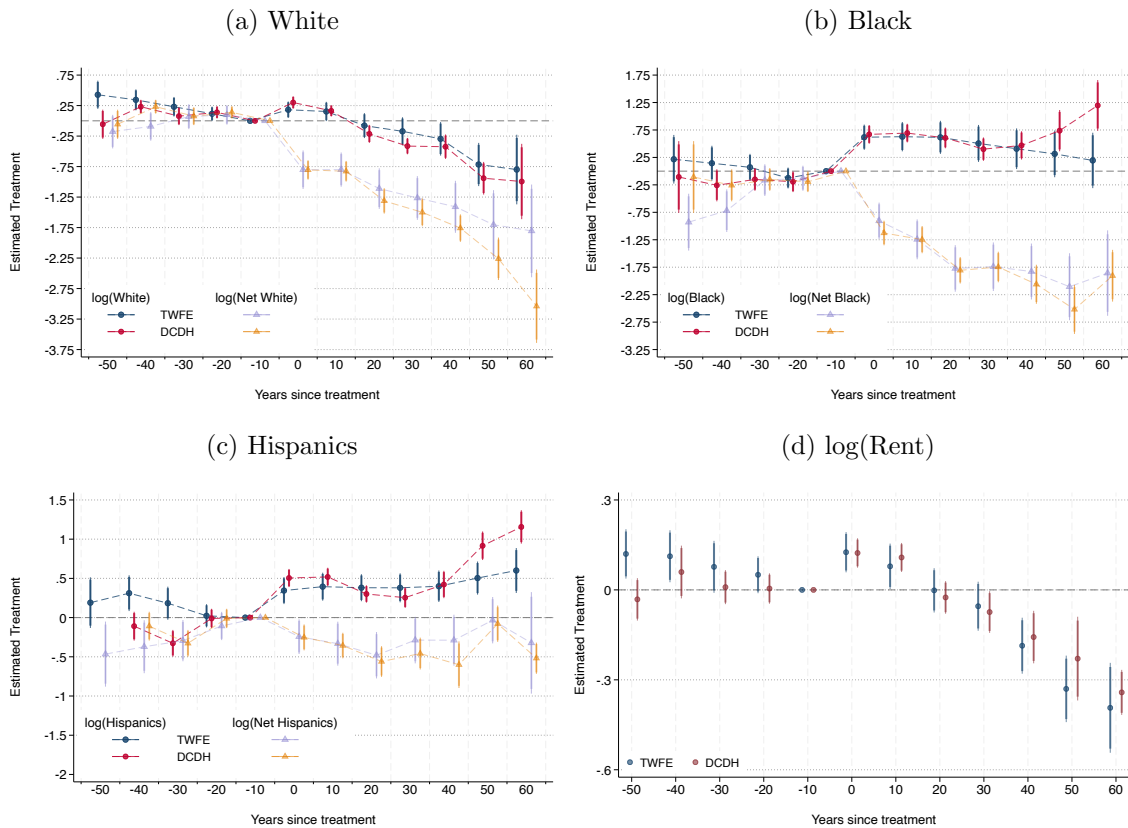 (a) White
.75
.25
-.25
-.75
-1.25
-1.75
-2.25
-2.75
-3.25
-3.75
Estimated Treatment
log(White) log(Net White)
TWFE
DCDH
-50 -40 -30 -20 -10 0 10 20 30 40 50 60
Years since treatment
(b) Black
1.75
1.25
.75
.25
-.25
-.75
-1.25
-1.75
-2.25
-2.75
-3.25
Estimated Treatment
log(Black) log(Net Black)
TWFE
DCDH
-50 -40 -30 -20 -10 0 10 20 30 40 50 60
Years since treatment
(c) Hispanics
1.5
1
.5
0
-.5
-1
-1.5
-2
Estimated Treatment
log(Hispanics) log(Net Hispanics)
TWFE
DCDH
-50 -40 -30 -20 -10 0 10 20 30 40 50 60
Years since treatment
(d) log(Rent)
.3
0
-.3
-.6
Estimated Treatment
TWFE DCDH
-50 -40 -30 -20 -10 0 10 20 30 40 50 60
Years since treatment